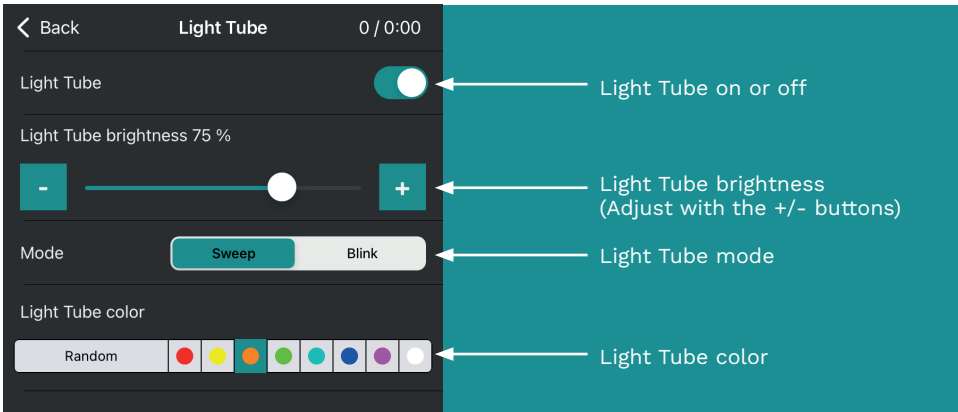 Back Light Tube 0 / 0:00
Light Tube
Light Tube on or off
Light Tube brightness 75 %
- +
Light Tube brightness
(Adjust with the +/- buttons)
Mode Sweep Blink
Light Tube mode
Light Tube color
Random
Light Tube color